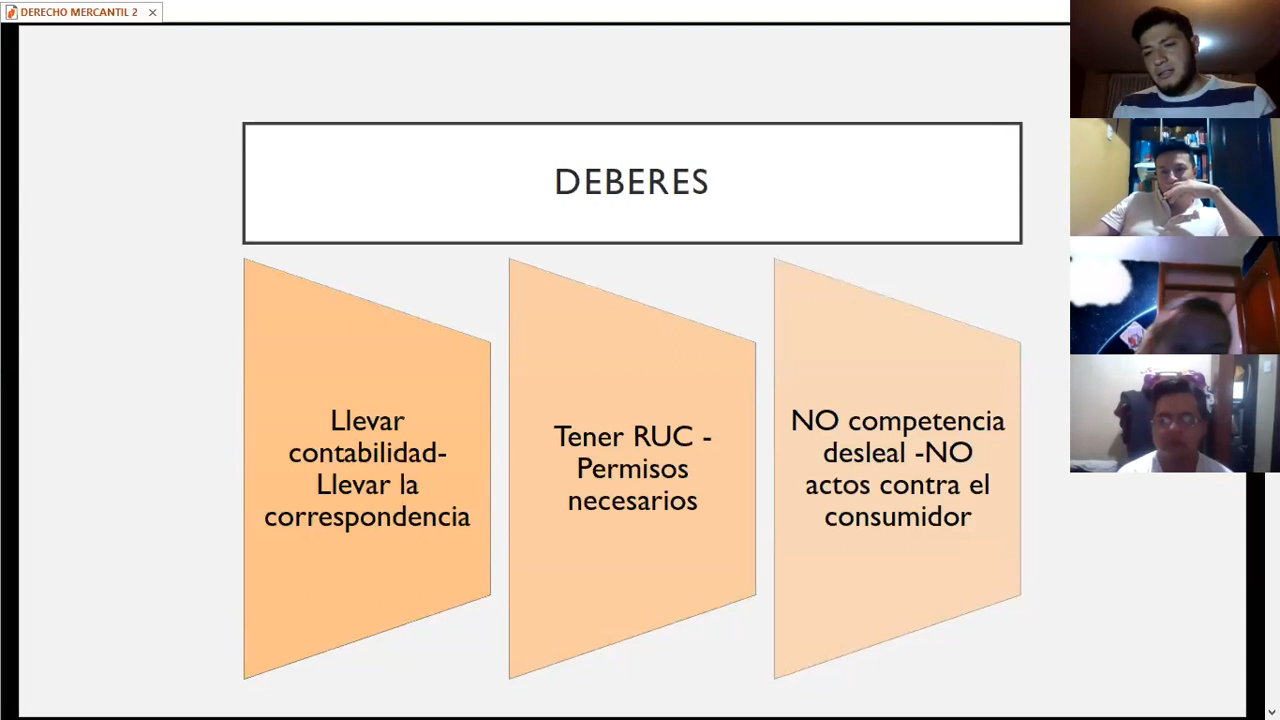 DERECHO MERCANTIL 2
DEBERES
Llevar
contabilidad-
Llevar la
correspondencia
Tener RUC -
Permisos
necesarios
NO competencia
desleal -NO
actos contra el
consumidor